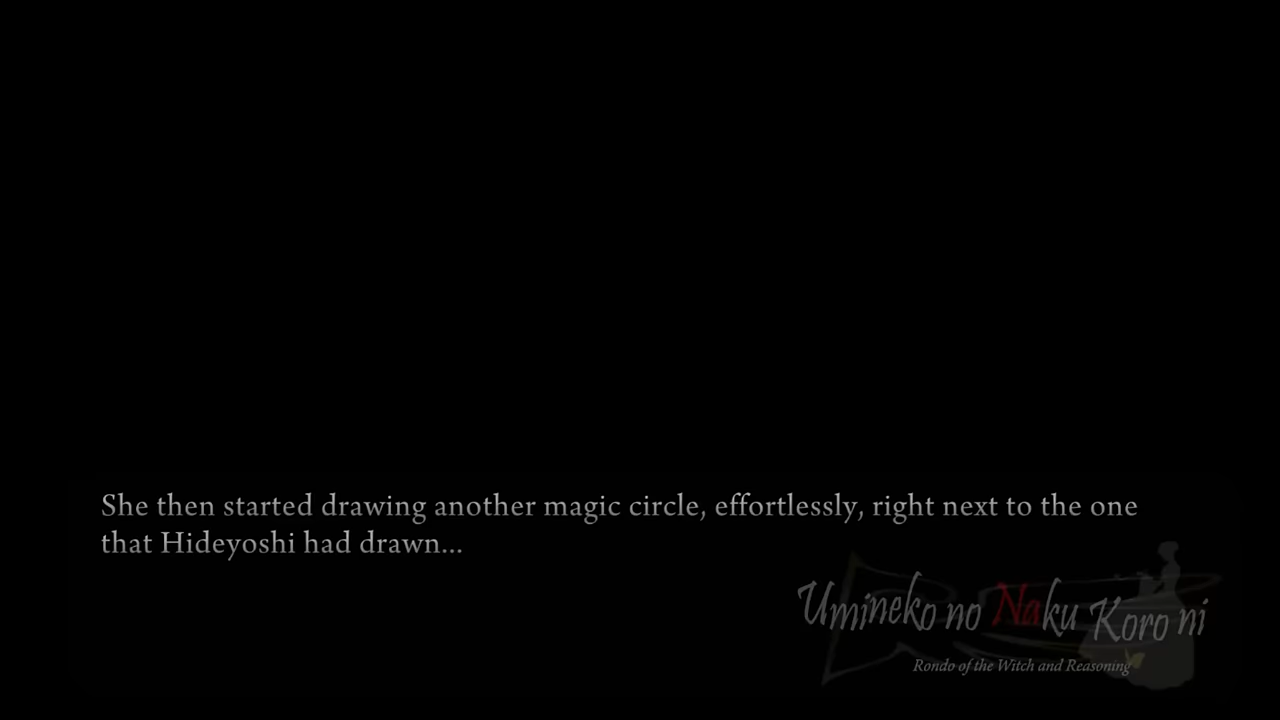 She then started drawing another magic circle, effortlessly, right next to the one
that Hideyoshi had drawn...
Umineko no Naku Koro ni
Rondo of the Witch and Reasoning